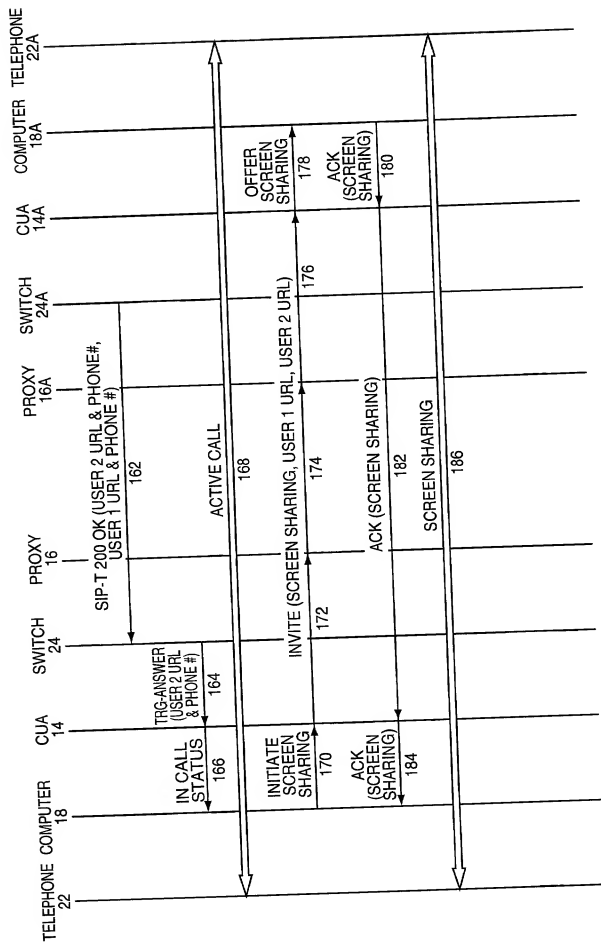 TELEPHONE
22
COMPUTER
18
CUA
14
SWITCH
24
PROXY
16
PROXY
16A
SWITCH
24A
CUA
14A
COMPUTER
18A
TELEPHONE
22A
SIP-T 200 OK (USER 2 URL & PHONE#,
USER 1 URL & PHONE #)
162
TRG-ANSWER
(USER 2 URL
& PHONE #)
164
IN CALL
STATUS
166
ACTIVE CALL
168
INITIATE
SCREEN
SHARING
170
INVITE (SCREEN SHARING, USER 1 URL, USER 2 URL)
172
174
176
OFFER
SCREEN
SHARING
178
ACK
(SCREEN
SHARING)
180
ACK (SCREEN SHARING)
182
ACK
(SCREEN
SHARING)
184
SCREEN SHARING
186